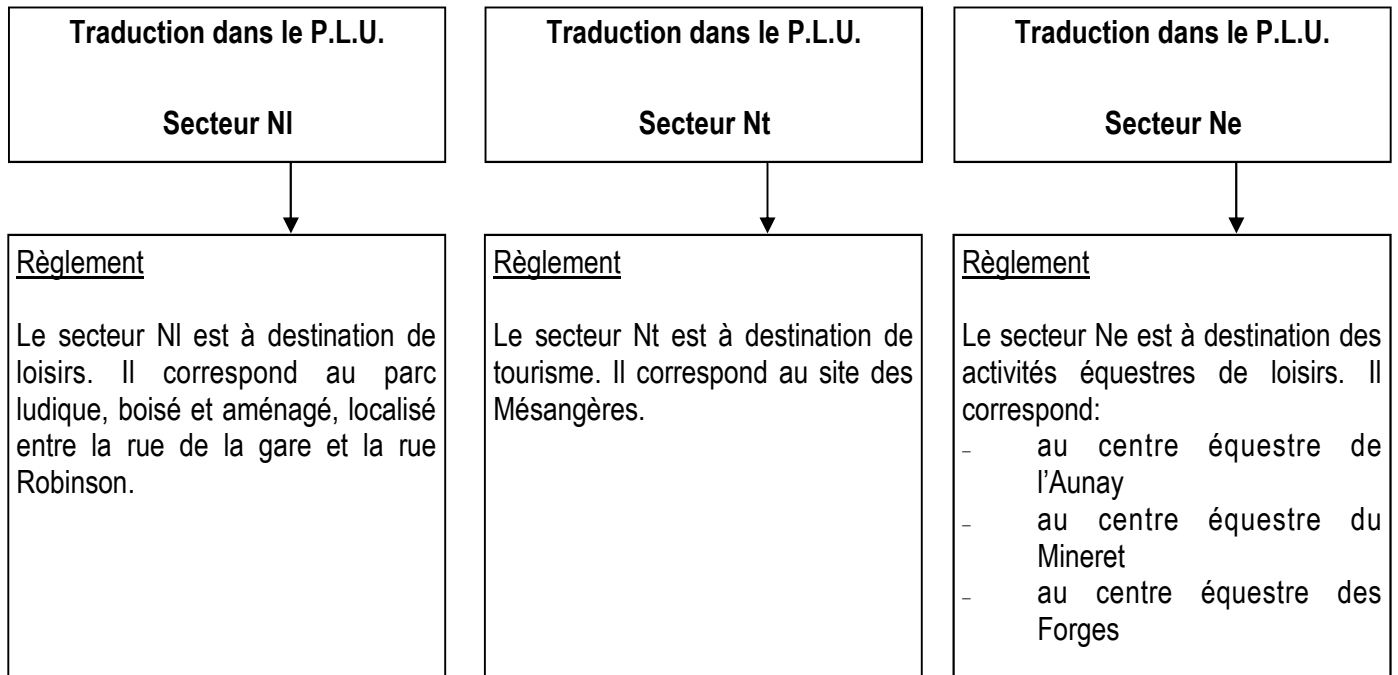 Traduction dans le P.L.U.
Secteur Nl
Règlement
Le secteur Nl est à destination de
loisirs. Il correspond au parc
ludique, boisé et aménagé, localisé
entre la rue de la gare et la rue
Robinson.
Traduction dans le P.L.U.
Secteur Nt
Règlement
Le secteur Nt est à destination de
tourisme. Il correspond au site des
Mésangères.
Traduction dans le P.L.U.
Secteur Ne
Règlement
Le secteur Ne est à destination des
activités équestres de loisirs. Il
correspond:
– au centre équestre de
l'Aunay
– au centre équestre du
Mineret
– au centre équestre des
Forges